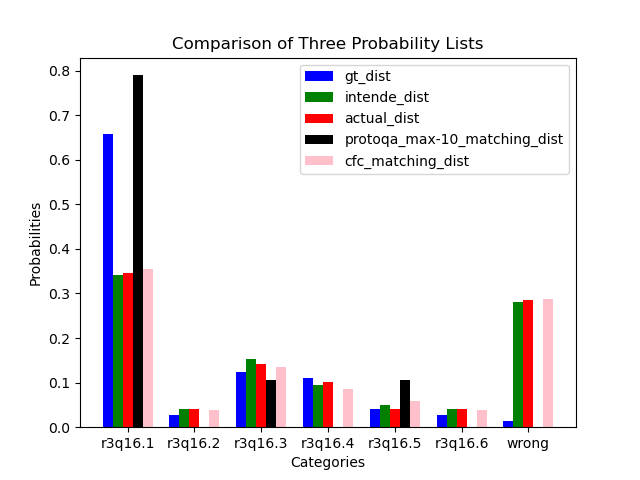 Comparison of Three Probability Lists
gt_dist
intende_dist
actual_dist
protoqa_max-10_matching_dist
cfc_matching_dist
Probabilities
0.8
0.7
0.6
0.5
0.4
0.3
0.2
0.1
0.0
r3q16.1 r3q16.2 r3q16.3 r3q16.4 r3q16.5 r3q16.6 wrong
Categories